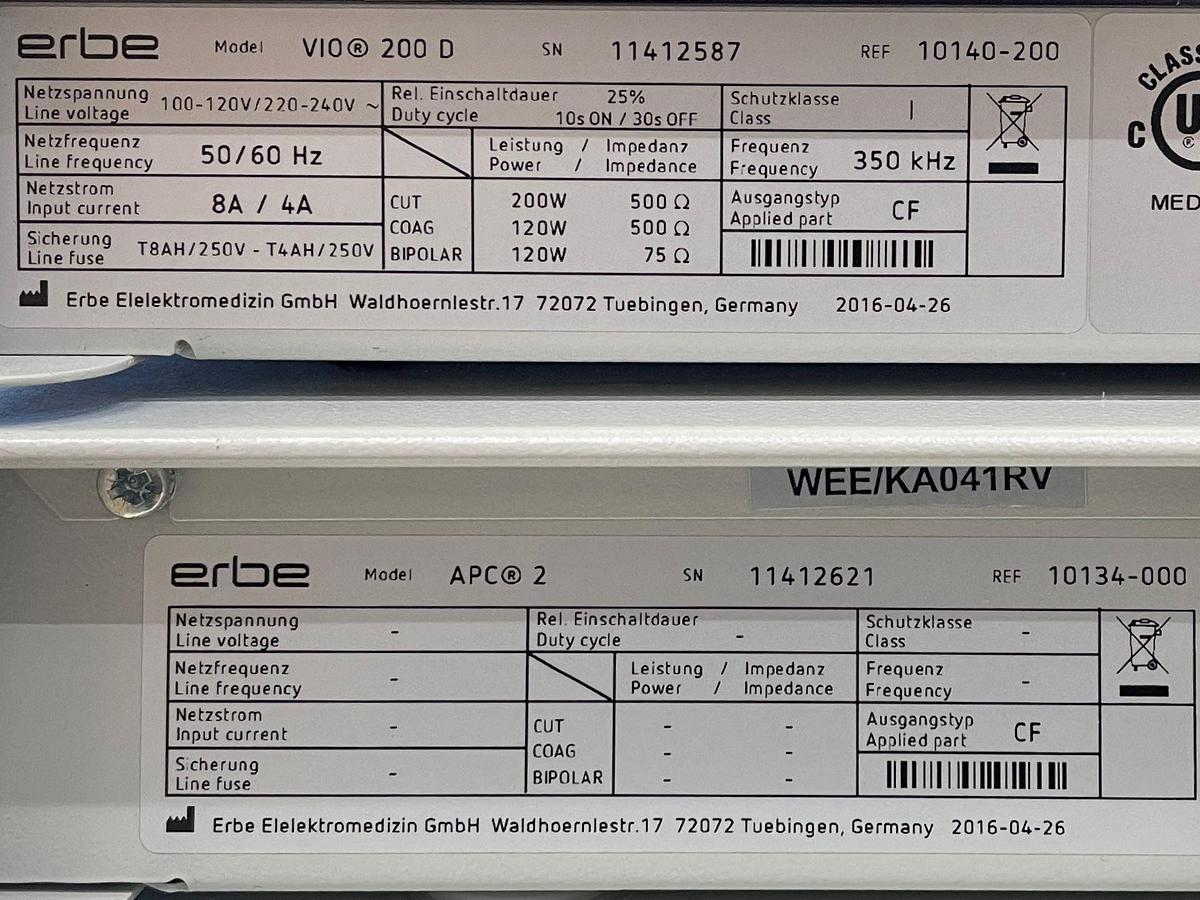 erbe Model VIO® 200 D SN 11412587 REF 10140-200
Netzspannung
Line voltage 100-120V/220-240V ~
Rel. Einschaltdauer 25%
Duty cycle 10s ON / 30s OFF
Schutzklasse
Class I
Netzfrequenz
Line frequency 50/60 Hz
Leistung / Impedanz
Power / Impedance
Frequenz
Frequency 350 kHz
Netzstrom
Input current 8A / 4A
CUT 200W 500 Ω
COAG 120W 500 Ω
BIPOLAR 120W 75 Ω
Ausgangstyp
Applied part CF
Sicherung
Line fuse T8AH/250V - T4AH/250V
Erbe Elelektromedizin GmbH Waldhoernlestr.17 72072 Tuebingen, Germany 2016-04-26
C
®
WEE/KA041RV
erbe Model APC® 2 SN 11412621 REF 10134-000
Netzspannung
Line voltage -
Rel. Einschaltdauer
Duty cycle -
Schutzklasse
Class -
Netzfrequenz
Line frequency -
Leistung / Impedanz
Power / Impedance
Frequenz
Frequency -
Netzstrom
Input current -
CUT - -
COAG - -
BIPOLAR - -
Ausgangstyp
Applied part CF
Sicherung
Line fuse -
Erbe Elelektromedizin GmbH Waldhoernlestr.17 72072 Tuebingen, Germany 2016-04-26